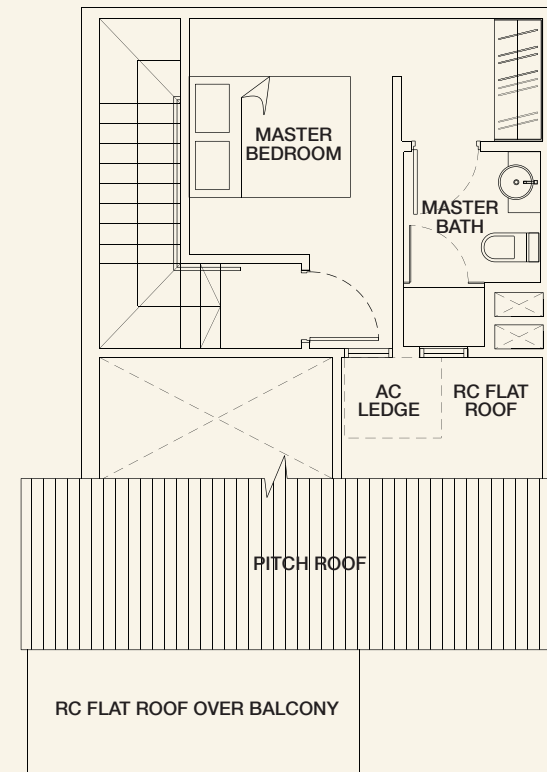 MASTER
BEDROOM
MASTER
BATH
AC
LEDGE
RC FLAT
ROOF
PITCH ROOF
RC FLAT ROOF OVER BALCONY